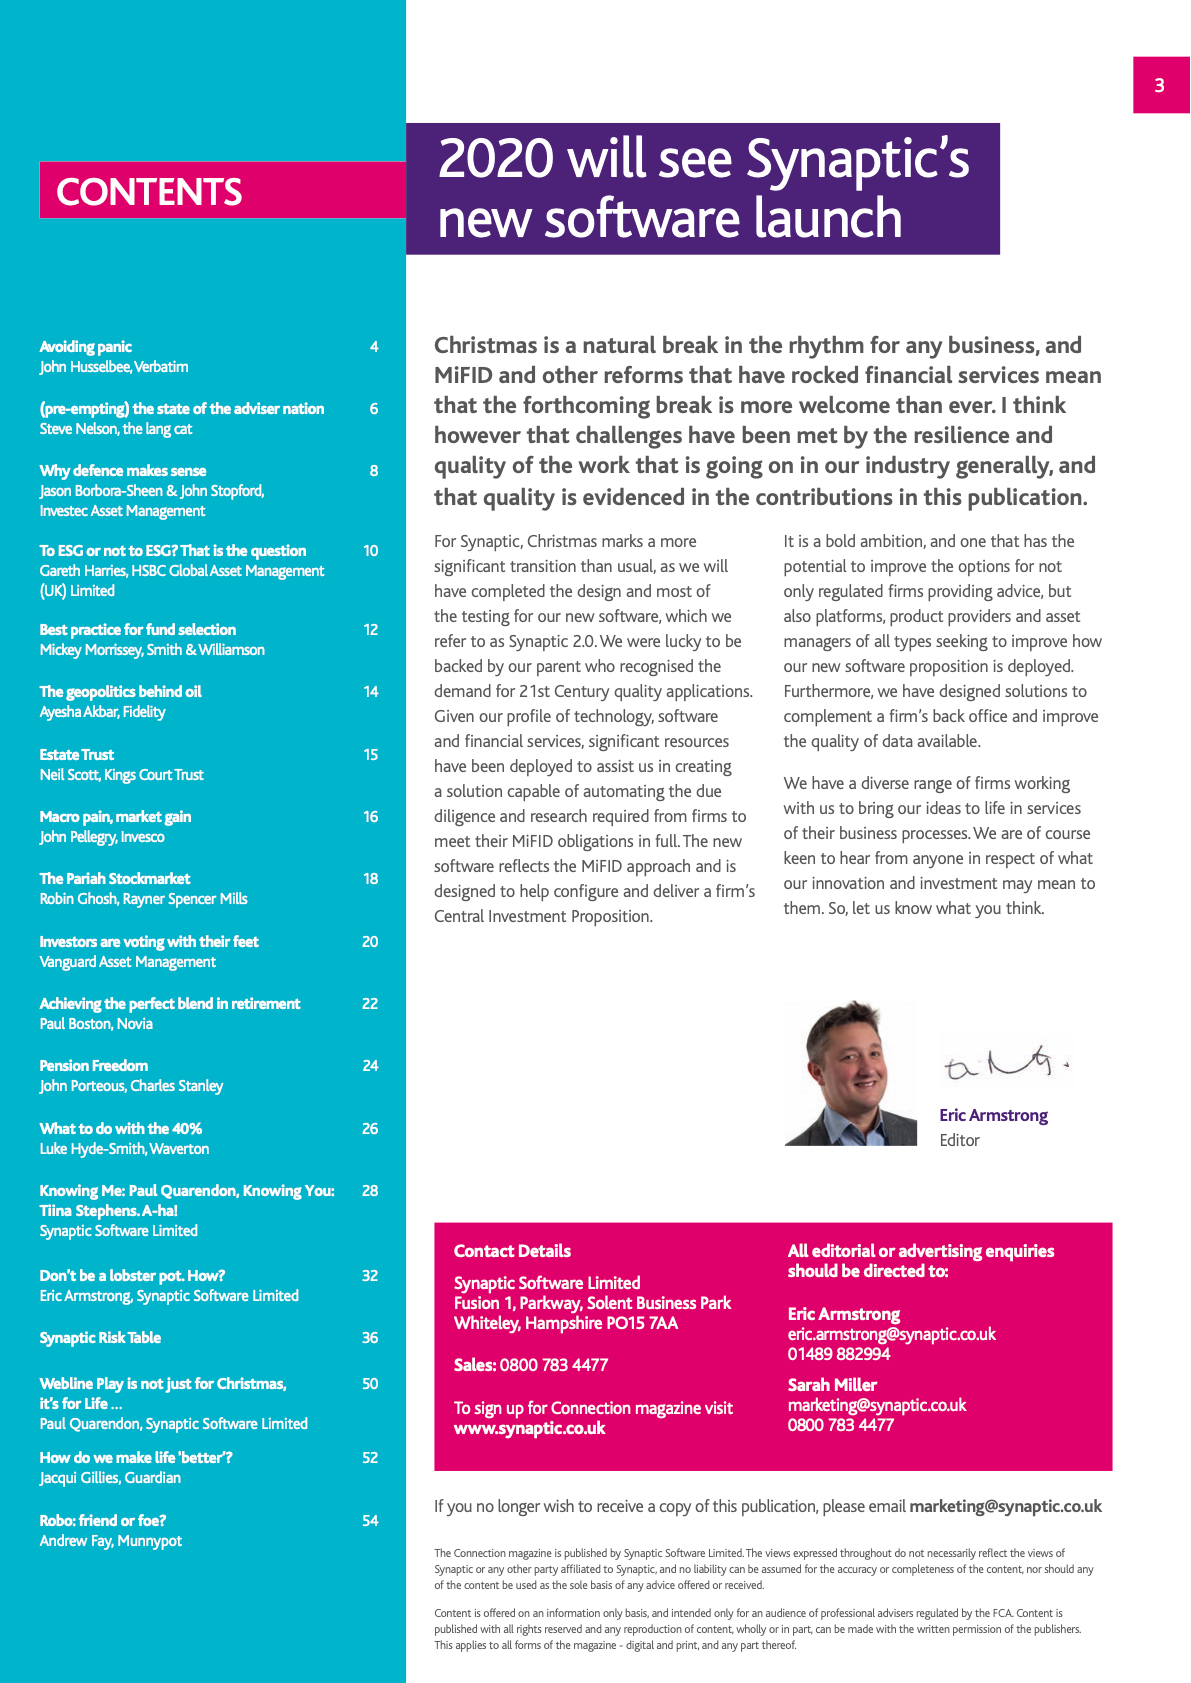 3
2020 will see Synaptic's
new software launch
CONTENTS
Avoiding panic 4
John Husselbee, Verbatim
(pre-empting) the state of the adviser nation 6
Steve Nelson, the lang cat
Why defence makes sense 8
Jason Borbora-Sheen & John Stopford,
Investec Asset Management
To ESG or not to ESG? That is the question 10
Gareth Harries, HSBC Global Asset Management
(UK) Limited
Best practice for fund selection 12
Mickey Morrissey, Smith & Williamson
The geopolitics behind oil 14
Ayesha Akbar, Fidelity
Estate Trust 15
Neil Scott, Kings Court Trust
Macro pain, market gain 16
John Pellegry, Invesco
The Pariah Stockmarket 18
Robin Ghosh, Rayner Spencer Mills
Investors are voting with their feet 20
Vanguard Asset Management
Achieving the perfect blend in retirement 22
Paul Boston, Novia
Pension Freedom 24
John Porteous, Charles Stanley
What to do with the 40% 26
Luke Hyde-Smith, Waverton
Knowing Me: Paul Quarendon, Knowing You: 28
Tiina Stephens. A-ha!
Synaptic Software Limited
Don't be a lobster pot. How? 32
Eric Armstrong, Synaptic Software Limited
Synaptic Risk Table 36
Webline Play is not just for Christmas, 50
it's for Life ...
Paul Quarendon, Synaptic Software Limited
How do we make life 'better'? 52
Jacqui Gillies, Guardian
Robo: friend or foe? 54
Andrew Fay, Munnypot
Christmas is a natural break in the rhythm for any business, and
MiFID and other reforms that have rocked financial services mean
that the forthcoming break is more welcome than ever. I think
however that challenges have been met by the resilience and
quality of the work that is going on in our industry generally, and
that quality is evidenced in the contributions in this publication.
For Synaptic, Christmas marks a more
significant transition than usual, as we will
have completed the design and most of
the testing for our new software, which we
refer to as Synaptic 2.0. We were lucky to be
backed by our parent who recognised the
demand for 21st Century quality applications.
Given our profile of technology, software
and financial services, significant resources
have been deployed to assist us in creating
a solution capable of automating the due
diligence and research required from firms to
meet their MiFID obligations in full. The new
software reflects the MiFID approach and is
designed to help configure and deliver a firm's
Central Investment Proposition.
It is a bold ambition, and one that has the
potential to improve the options for not
only regulated firms providing advice, but
also platforms, product providers and asset
managers of all types seeking to improve how
our new software proposition is deployed.
Furthermore, we have designed solutions to
complement a firm's back office and improve
the quality of data available.
We have a diverse range of firms working
with us to bring our ideas to life in services
of their business processes. We are of course
keen to hear from anyone in respect of what
our innovation and investment may mean to
them. So, let us know what you think.
Eric Armstrong
Editor
Contact Details
Synaptic Software Limited
Fusion 1, Parkway, Solent Business Park
Whiteley, Hampshire PO15 7AA
Sales: 0800 783 4477
To sign up for Connection magazine visit
www.synaptic.co.uk
All editorial or advertising enquiries
should be directed to:
Eric Armstrong
eric.armstrong@synaptic.co.uk
01489 882994
Sarah Miller
marketing@synaptic.co.uk
0800 783 4477
If you no longer wish to receive a copy of this publication, please email marketing@synaptic.co.uk
The Connection magazine is published by Synaptic Software Limited. The views expressed throughout do not necessarily reflect the views of
Synaptic or any other party affiliated to Synaptic, and no liability can be assumed for the accuracy or completeness of the content, nor should any
of the content be used as the sole basis of any advice offered or received.
Content is offered on an information only basis, and intended only for an audience of professional advisers regulated by the FCA. Content is
published with all rights reserved and any reproduction of content, wholly or in part, can be made with the written permission of the publishers.
This applies to all forms of the magazine - digital and print, and any part thereof.